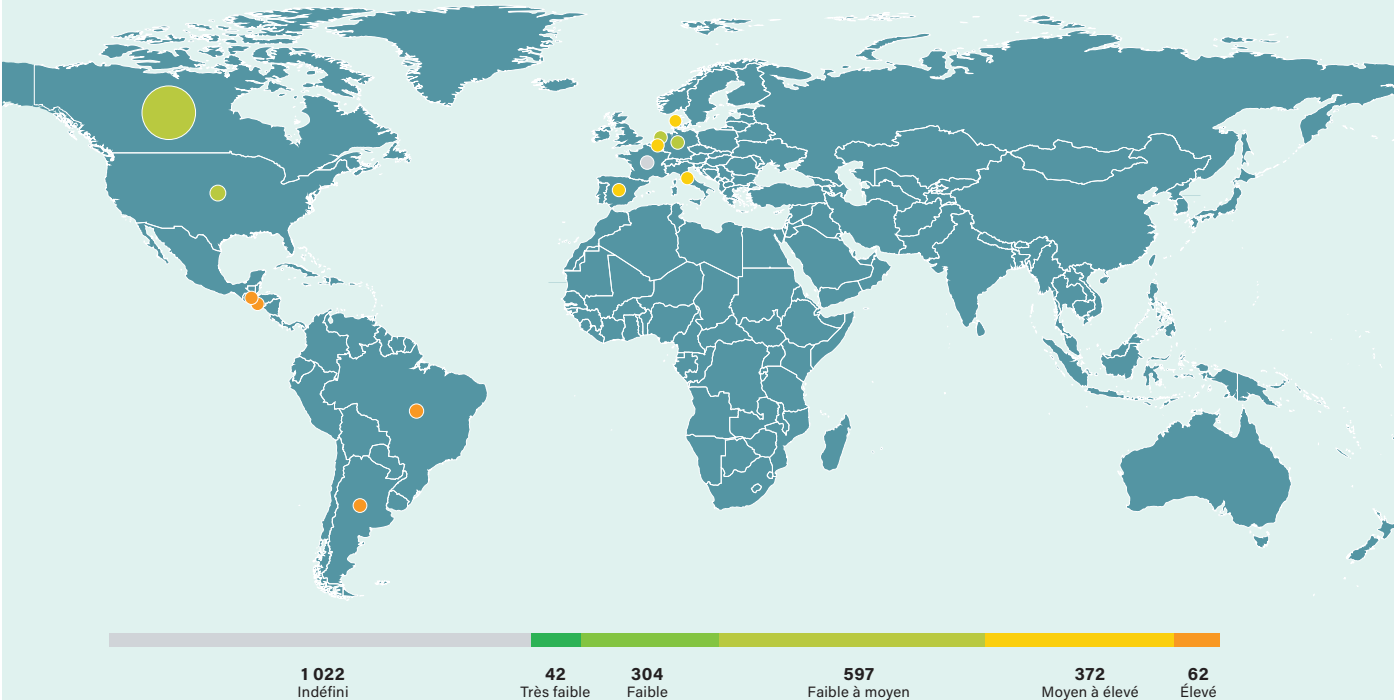 1 022 42 304 597 372 62
Indéfini Très faible Faible Faible à moyen Moyen à élevé Élevé